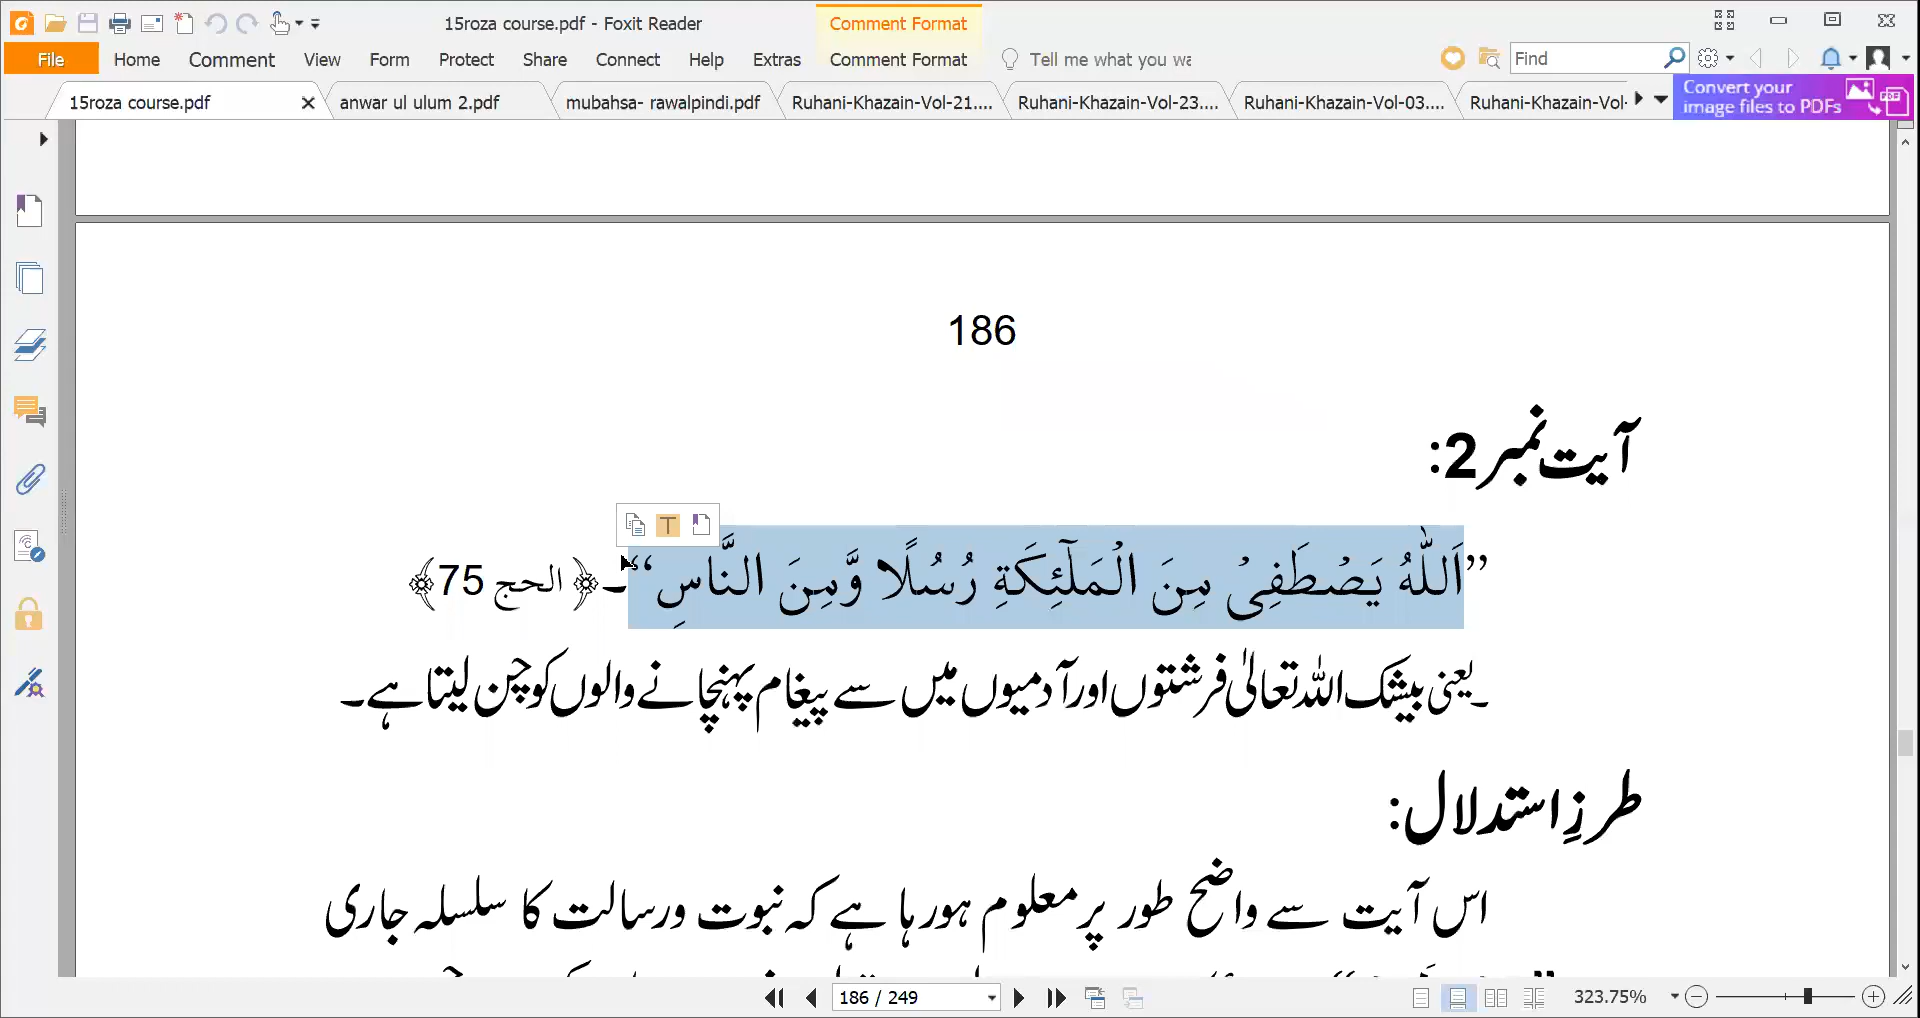 15roza course.pdf - Foxit Reader
Comment Format
File
Home
Comment
View
Form
Protect
Share
Connect
Help
Extras
Comment Format
Tell me what you wa
Find
15roza course.pdf
anwar ul ulum 2.pdf
mubahsa- rawalpindi.pdf
Ruhani-Khazain-Vol-21....
Ruhani-Khazain-Vol-23....
Ruhani-Khazain-Vol-03....
Ruhani-Khazain-Vol-
Convert your
image files to PDFs
186
آیت نمبر 2:
”اَللّٰهُ يَصْطَفِىْ مِنَ الْمَلٰٓئِكَةِ رُسُلًا وَّمِنَ النَّاسِ“۔﴿الحج 75﴾
۔یعنی بیشک اللہ تعالیٰ فرشتوں اور آدمیوں میں سے پیغام پہنچانے والوں کو چن لیتا ہے۔
طرزِ استدلال:
اس آیت سے واضح طور پر معلوم ہو رہا ہے کہ نبوت ورسالت کا سلسلہ جاری
186 / 249
323.75%